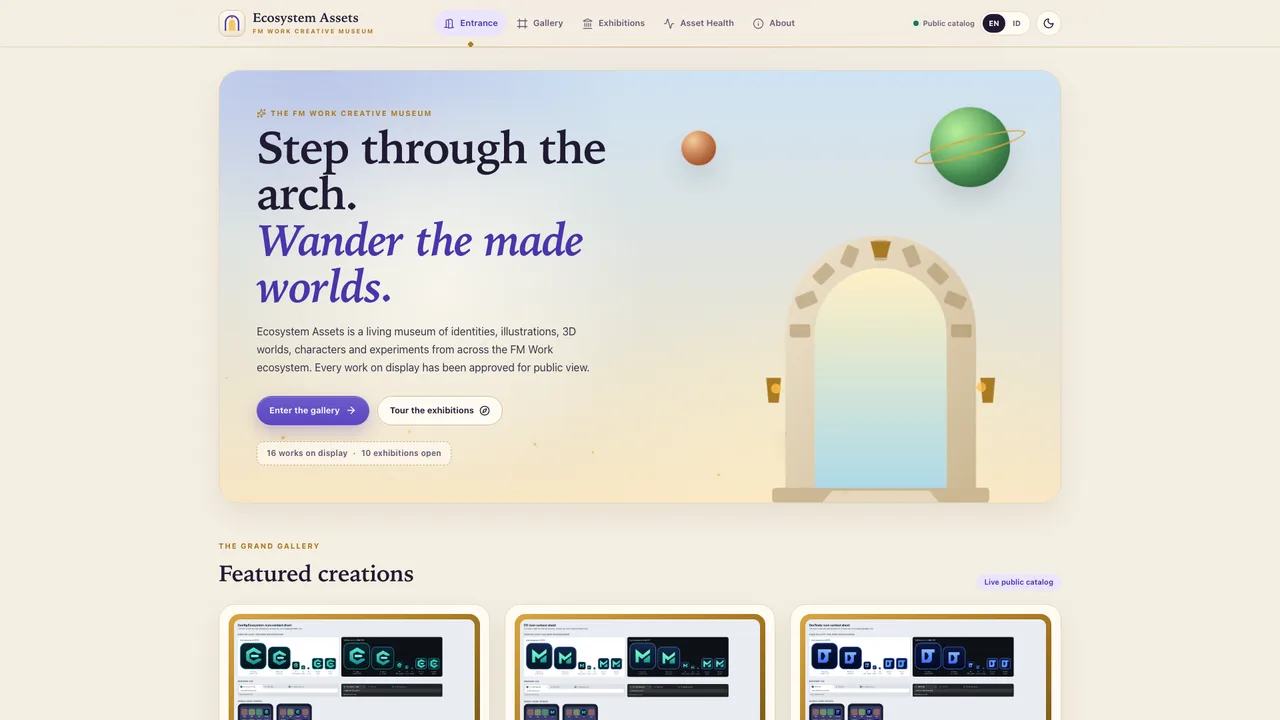 Ecosystem Assets
FM WORK CREATIVE MUSEUM
Entrance
Gallery
Exhibitions
Asset Health
About
Public catalog
EN
ID
THE FM WORK CREATIVE MUSEUM
Step through the
arch.
Wander the made
worlds.
Ecosystem Assets is a living museum of identities, illustrations, 3D
worlds, characters and experiments from across the FM Work
ecosystem. Every work on display has been approved for public view.
Enter the gallery
Tour the exhibitions
16 works on display · 10 exhibitions open
THE GRAND GALLERY
Featured creations
Live public catalog